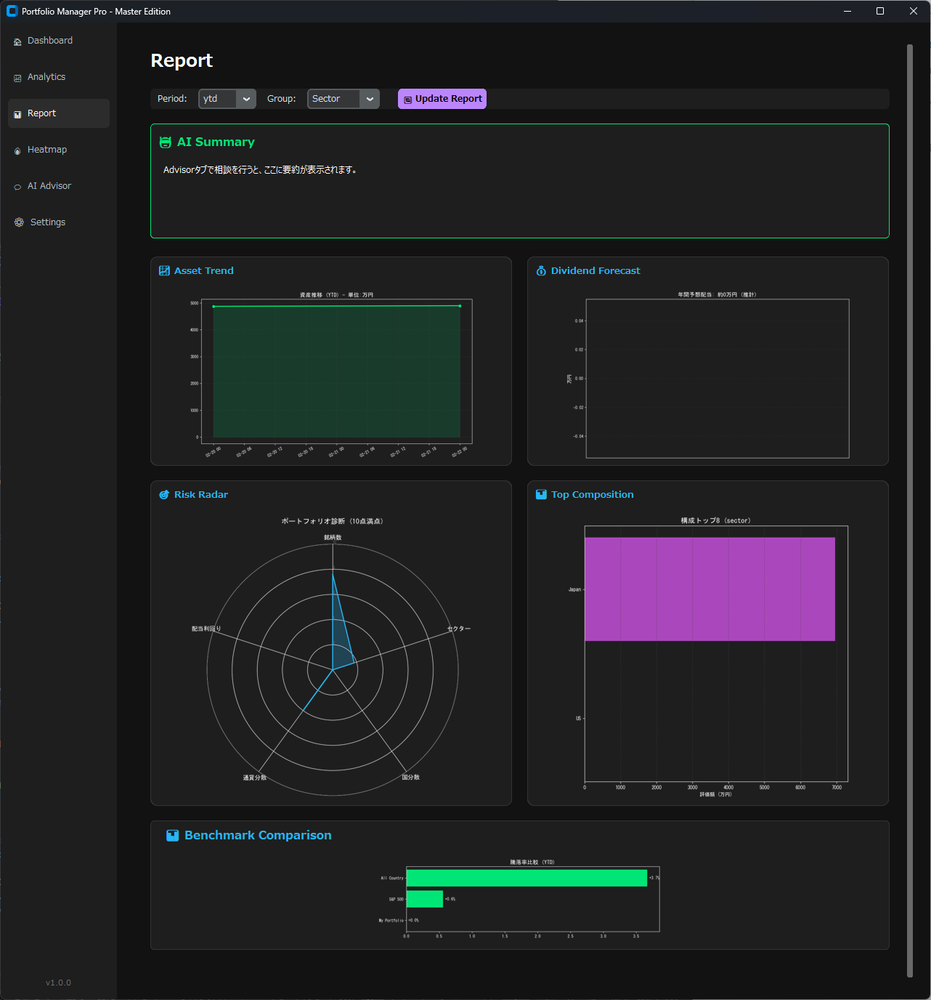 Portfolio Manager Pro - Master Edition
Dashboard
Analytics
Report
Heatmap
AI Advisor
Settings
v1.0.0
Report
Period:
ytd
Group:
Sector
Update Report
AI Summary
Advisorタブで相談を行うと、ここに要約が表示されます。
Asset Trend
資産推移 (YTD) - 単位:万円
5000
4000
3000
2000
1000
0
02-20 00
02-20 06
02-20 12
02-20 18
02-21 00
02-21 06
02-21 12
02-21 18
02-22 00
Dividend Forecast
年間予想配当: 約0万円 (推計)
万円
0.04
0.02
0.00
-0.02
-0.04
Risk Radar
ポートフォリオ診断 (10点満点)
銘柄数
配当利回り
セクター
通貨分散
国分散
Top Composition
構成トップ8 (sector)
Japan
US
0 1000 2000 3000 4000 5000 6000 7000
評価額 (万円)
Benchmark Comparison
騰落率比較 (YTD)
All Country
+3.7%
S&P 500
+0.6%
My Portfolio
+0.0%
0.0 0.5 1.0 1.5 2.0 2.5 3.0 3.5